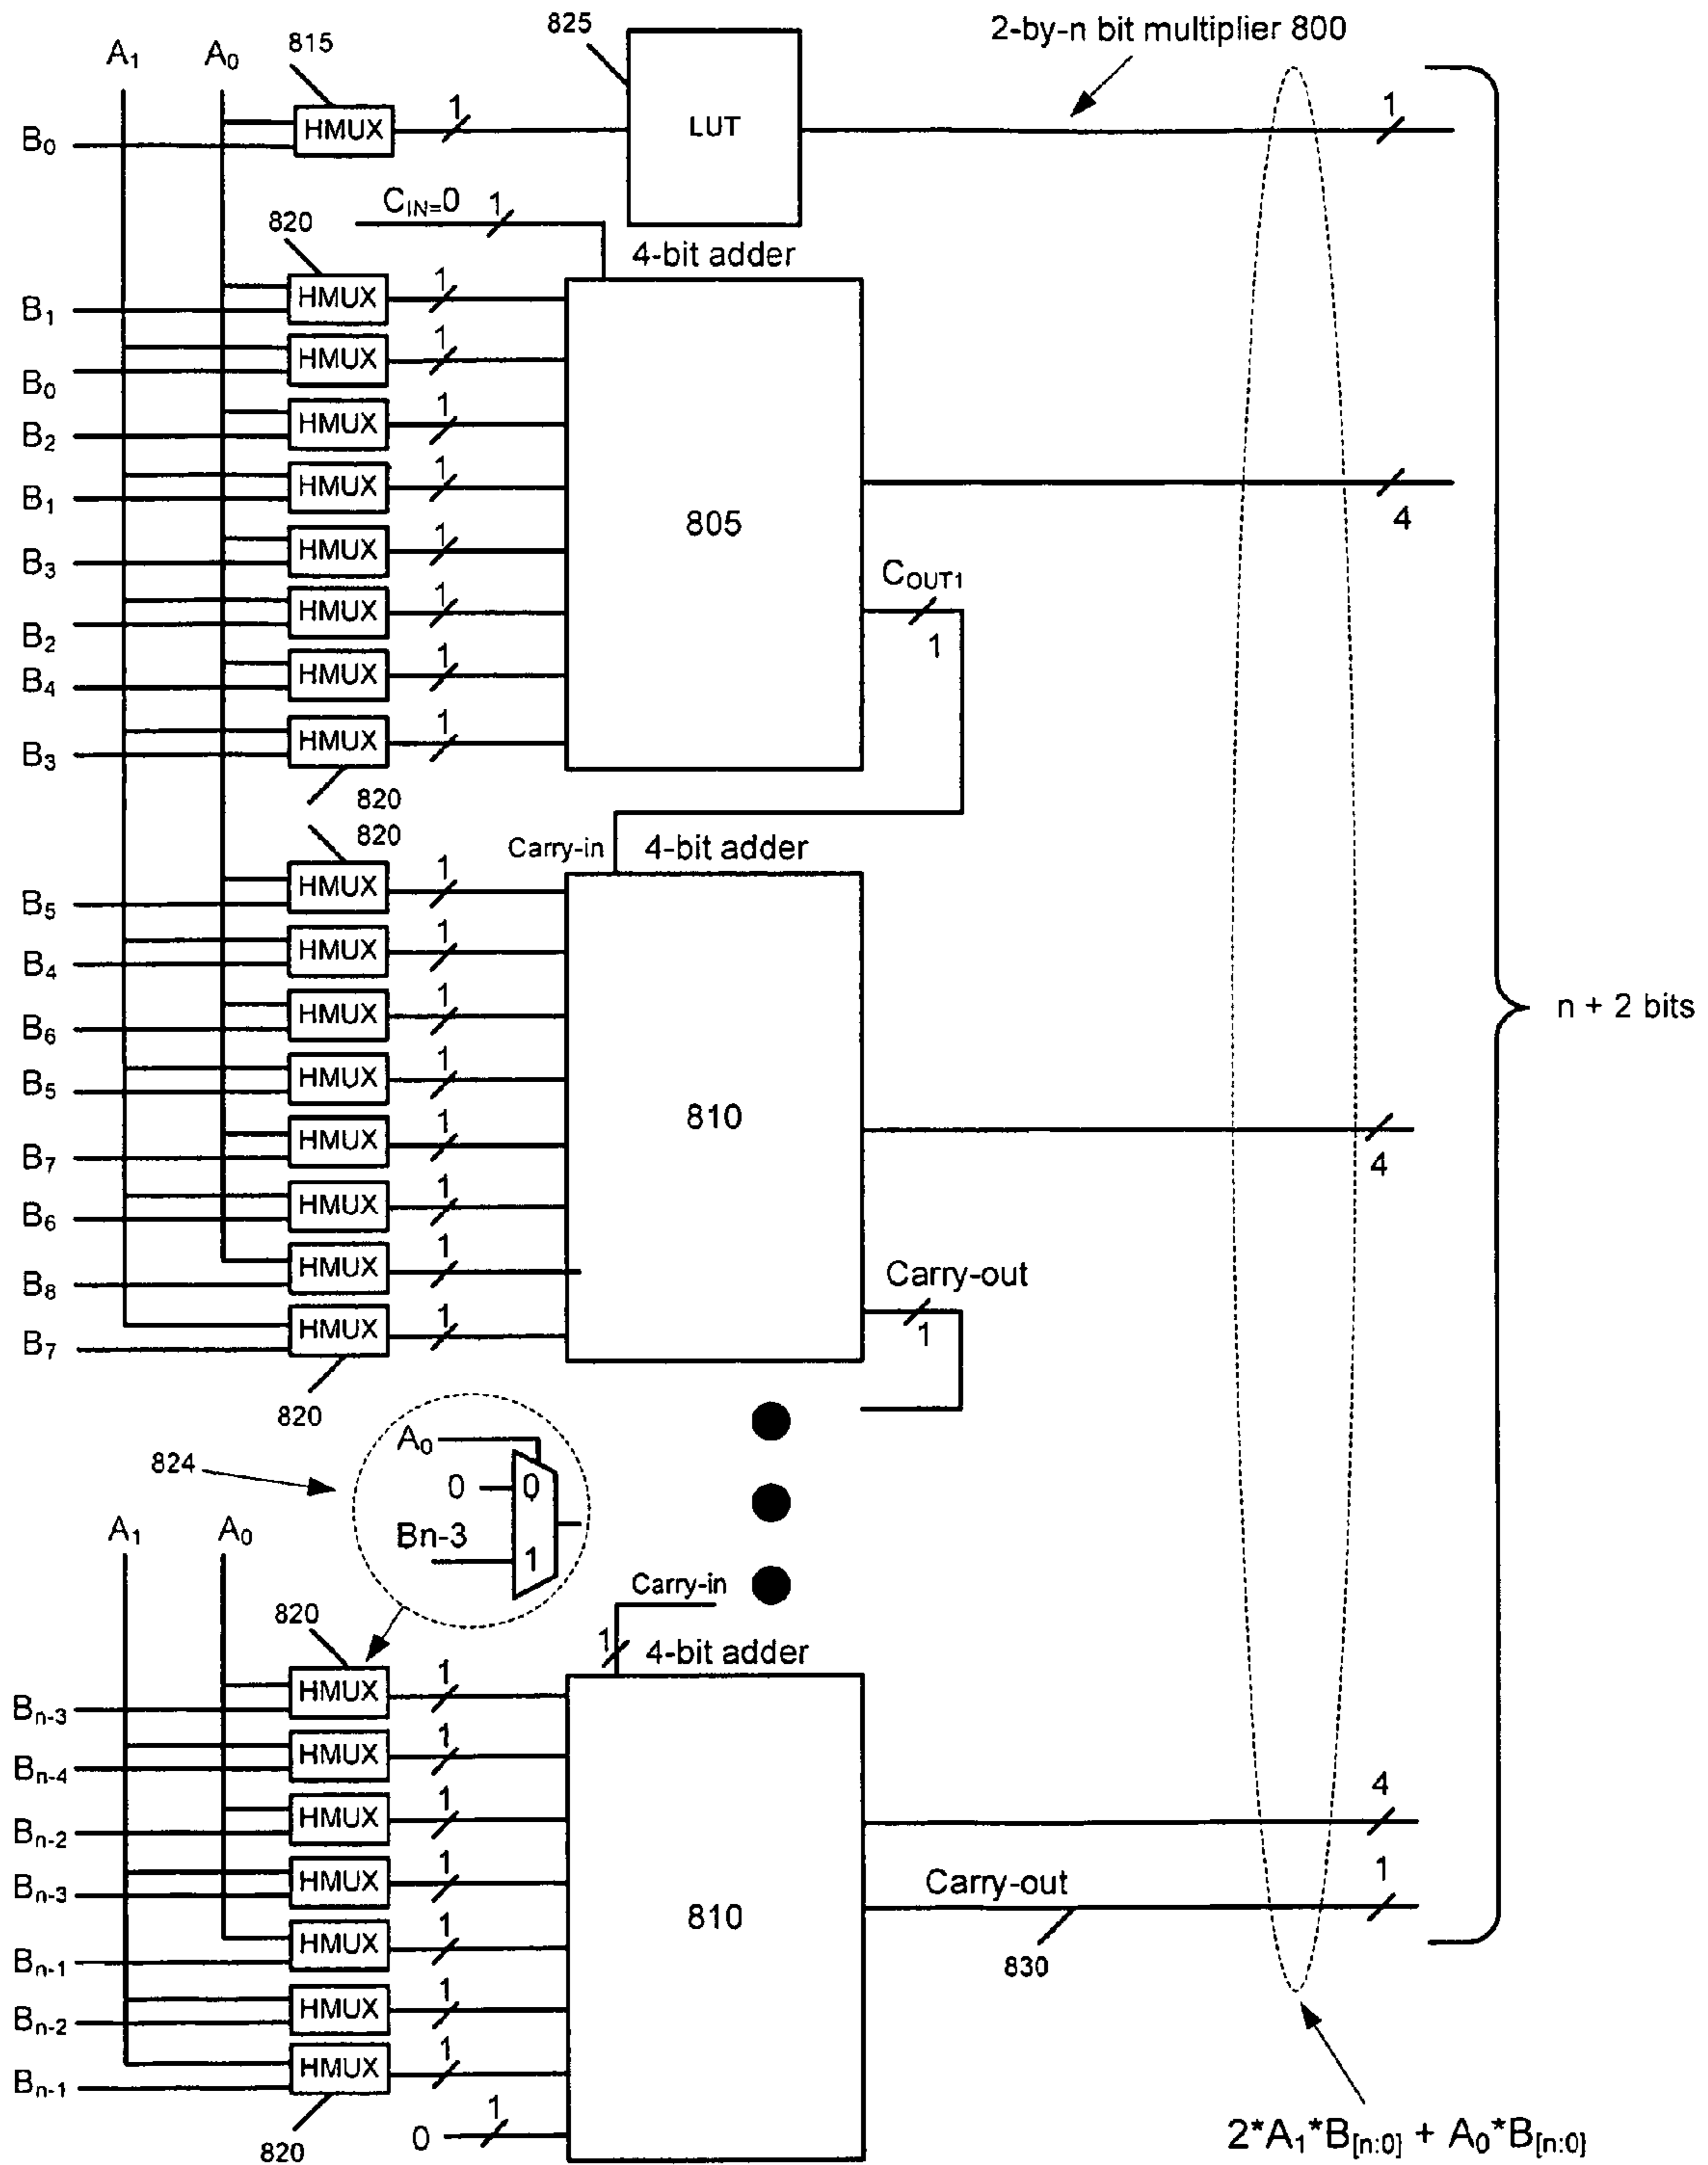 2-by-n bit multiplier 800
A₁ A₀ 815 825
B₀ HMUX 1 LUT 1
C_IN=0 1
820 4-bit adder
B₁ HMUX 1
B₀ HMUX 1
B₂ HMUX 1
B₁ HMUX 1 805 4
B₃ HMUX 1
B₂ HMUX 1 C_OUT1 1
B₄ HMUX 1
B₃ HMUX 1
820
820 Carry-in 4-bit adder
B₅ HMUX 1
B₄ HMUX 1
B₆ HMUX 1 n + 2 bits
B₅ HMUX 1 810
B₇ HMUX 1 4
B₆ HMUX 1
B₈ HMUX 1 Carry-out
B₇ HMUX 1 1
820
824 A₀
0 0
Bn-3 1
A₁ A₀
Carry-in
820 1 4-bit adder
Bₙ₋₃ HMUX 1
Bₙ₋₄ HMUX 1
Bₙ₋₂ HMUX 1 4
Bₙ₋₃ HMUX 1 Carry-out 1
810
Bₙ₋₁ HMUX 1 830
Bₙ₋₂ HMUX 1
Bₙ₋₁ HMUX 1
820 0 1
2*A₁*B[n:0] + A₀*B[n:0]